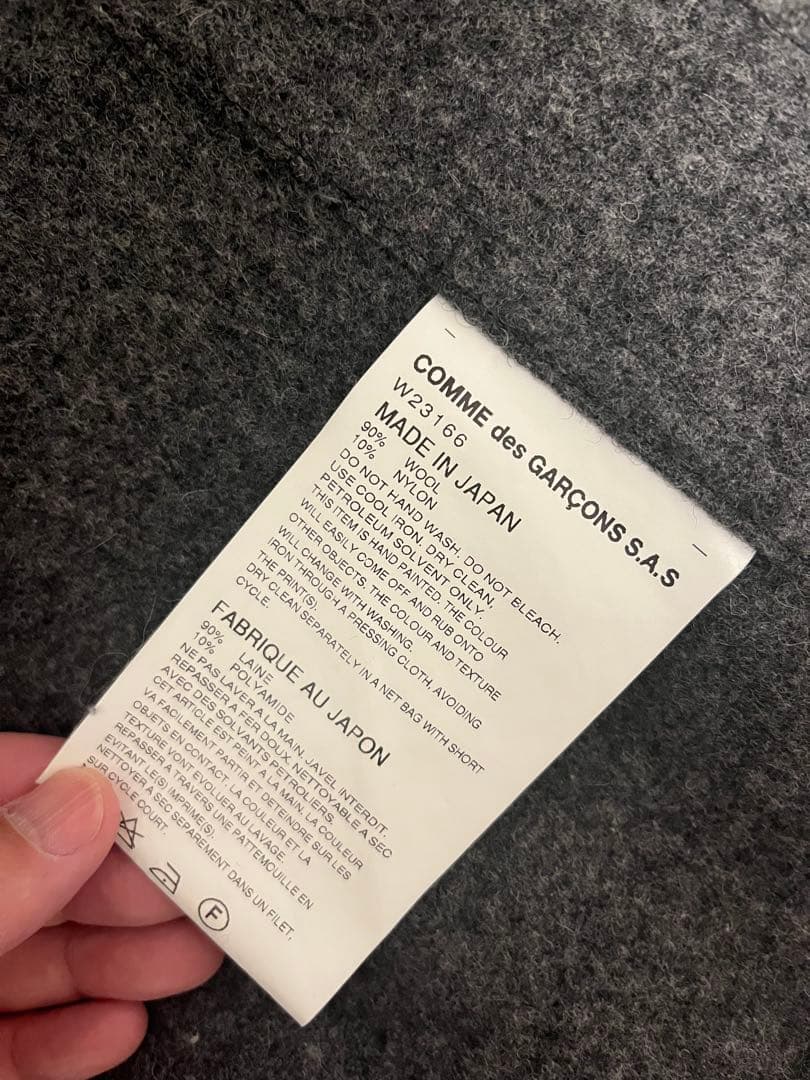 COMME des GARÇONS S.A.S
W23166
MADE IN JAPAN
90% WOOL
10% NYLON
DO NOT HAND WASH. DO NOT BLEACH.
USE COOL IRON. DRY CLEAN,
PETROLEUM SOLVENT ONLY.
THIS ITEM IS HAND PAINTED. THE COLOUR
WILL EASILY COME OFF AND RUB ONTO
OTHER OBJECTS. THE COLOUR AND TEXTURE
WILL CHANGE WITH WASHING.
IRON THROUGH A PRESSING CLOTH, AVOIDING
THE PRINT(S).
DRY CLEAN SEPARATELY IN A NET BAG WITH SHORT
CYCLE.
FABRIQUE AU JAPON
90% LAINE
10% POLYAMIDE
NE PAS LAVER A LA MAIN. JAVEL INTERDIT.
REPASSER A FER DOUX. NETTOYABLE A SEC
AVEC DES SOLVANTS PETROLIERS.
CET ARTICLE EST PEINT A LA MAIN. LA COULEUR
VA FACILEMENT PARTIR ET DETEINDRE SUR LES
OBJETS EN CONTACT. LA COULEUR ET LA
TEXTURE VONT EVOLUER AU LAVAGE.
REPASSER A TRAVERS UNE PATTEMOUILLE EN
EVITANT LE(S) IMPRIME(S).
NETTOYER A SEC SEPAREMENT DANS UN FILET,
SUR CYCLE COURT.
F